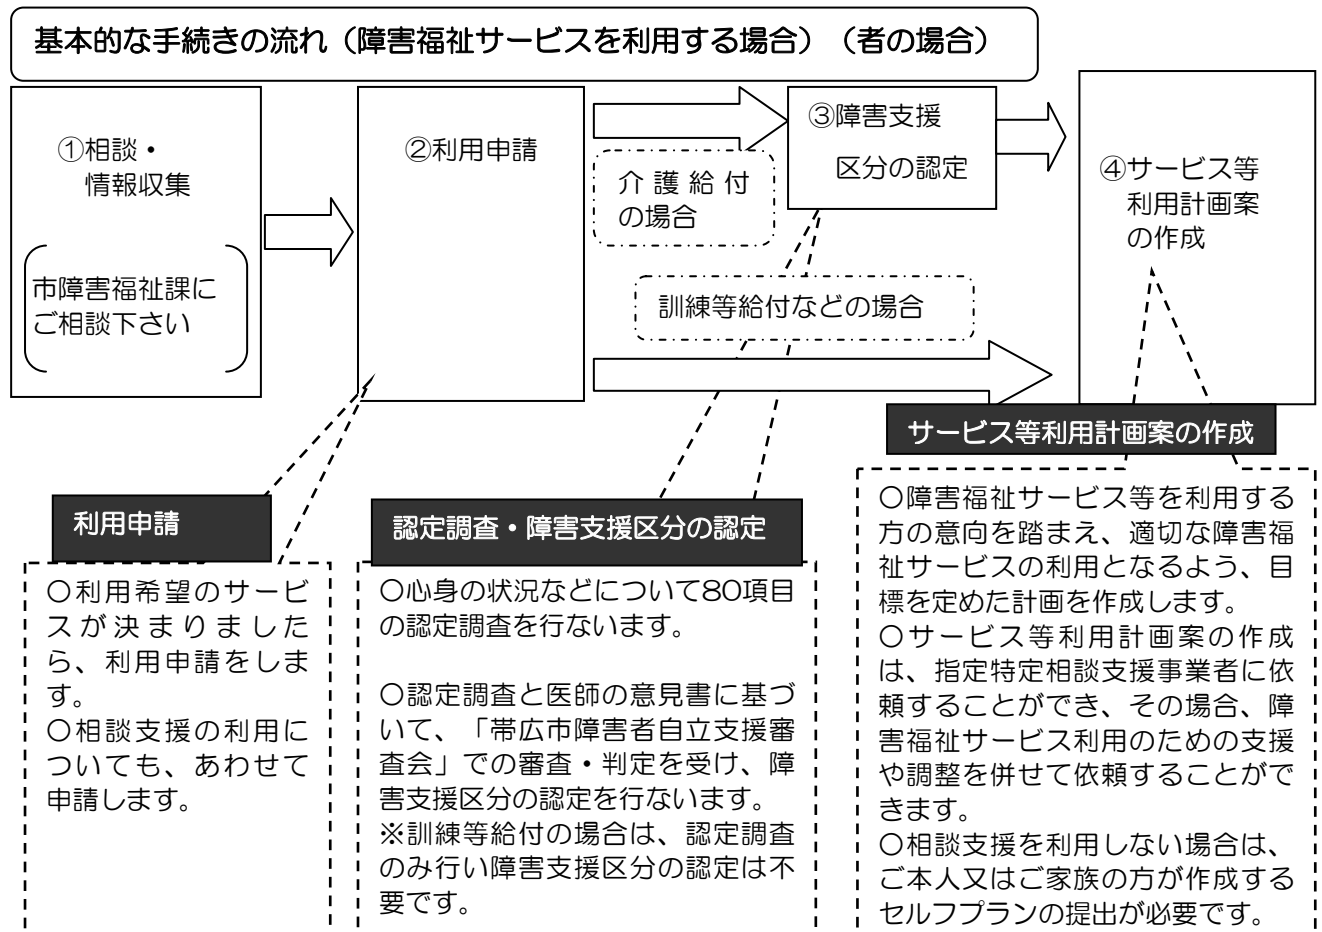 基本的な手続きの流れ（障害福祉サービスを利用する場合）（者の場合）
①相談・
情報収集
市障害福祉課に
ご相談下さい
②利用申請
介護給付
の場合
③障害支援
区分の認定
訓練等給付などの場合
④サービス等
利用計画案
の作成
利用申請
○利用希望のサービ
スが決まりました
ら、利用申請をしま
す。
○相談支援の利用に
ついても、あわせて
申請します。
認定調査・障害支援区分の認定
○心身の状況などについて80項目
の認定調査を行ないます。
○認定調査と医師の意見書に基づ
いて、「帯広市障害者自立支援審
査会」での審査・判定を受け、障
害支援区分の認定を行ないます。
※訓練等給付の場合は、認定調査
のみ行い障害支援区分の認定は不
要です。
サービス等利用計画案の作成
○障害福祉サービス等を利用する
方の意向を踏まえ、適切な障害福
祉サービスの利用となるよう、目
標を定めた計画を作成します。
○サービス等利用計画案の作成
は、指定特定相談支援事業者に依
頼することができ、その場合、障
害福祉サービス利用のための支援
や調整を併せて依頼することがで
きます。
○相談支援を利用しない場合は、
ご本人又はご家族の方が作成する
セルフプランの提出が必要です。